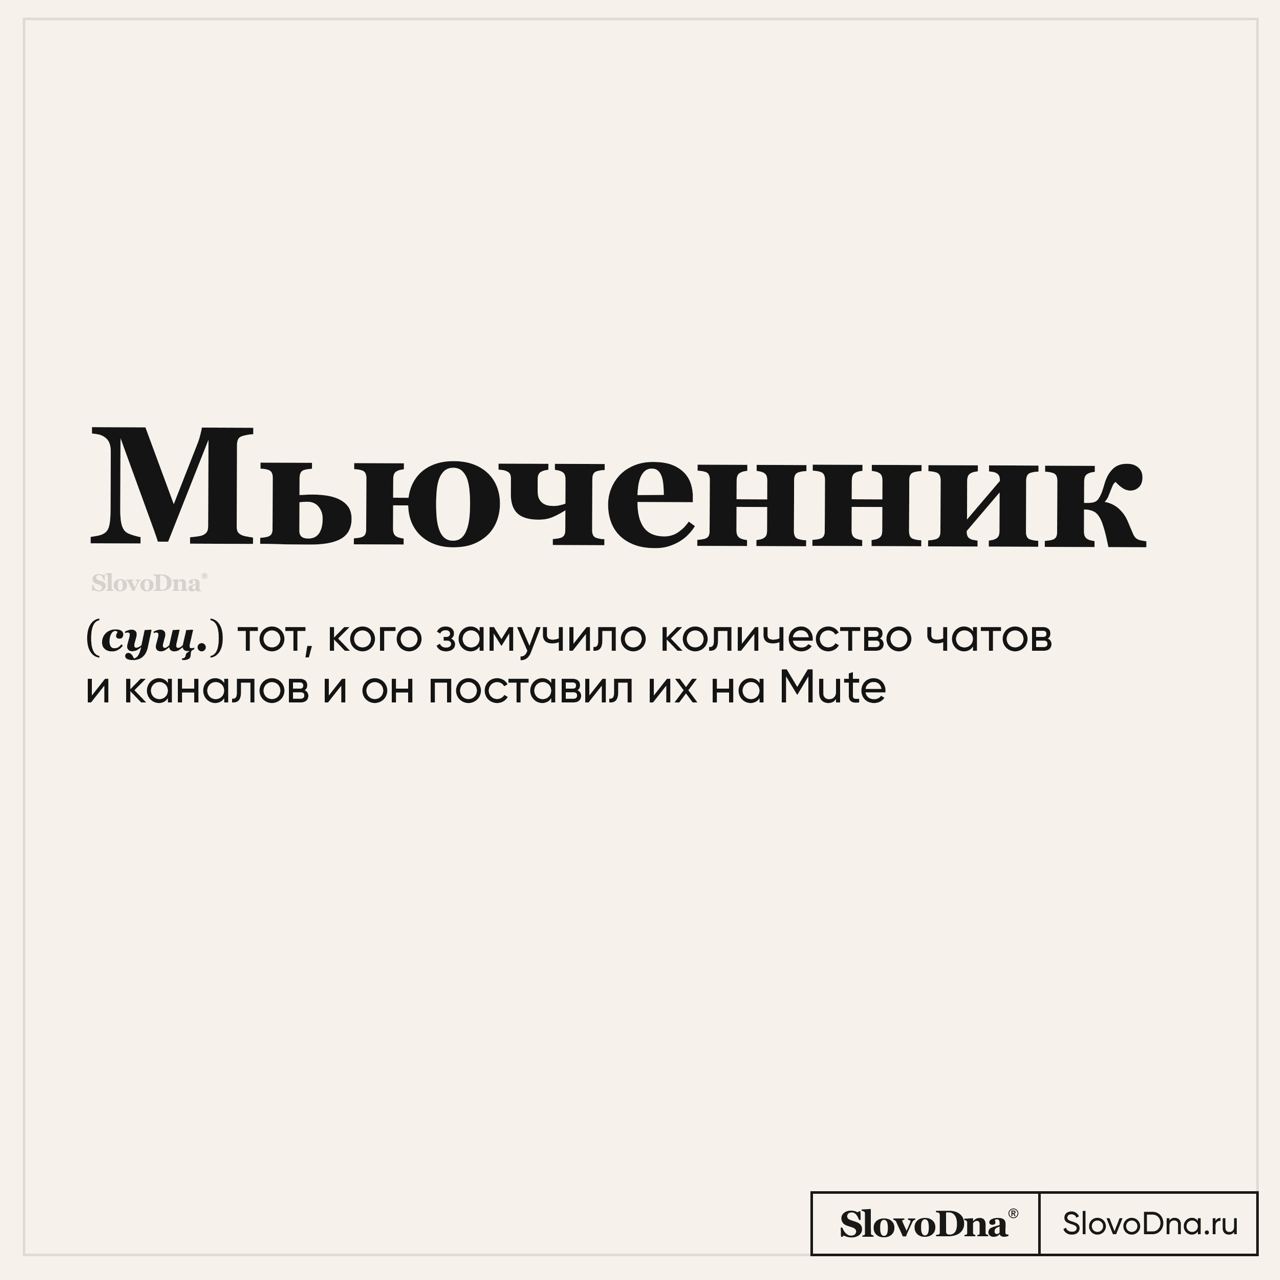 Мьюченник
SlovoDna®
(сущ.) тот, кого замучило количество чатов
и каналов и он поставил их на Mute
SlovoDna® SlovoDna.ru